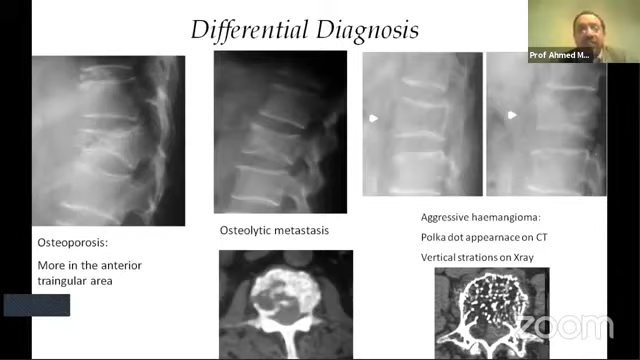 Differential Diagnosis
Prof Ahmed M...
Osteoporosis:
More in the anterior
traingular area
Osteolytic metastasis
Aggressive haemangioma:
Polka dot appearnace on CT
Vertical strations on Xray
zoom